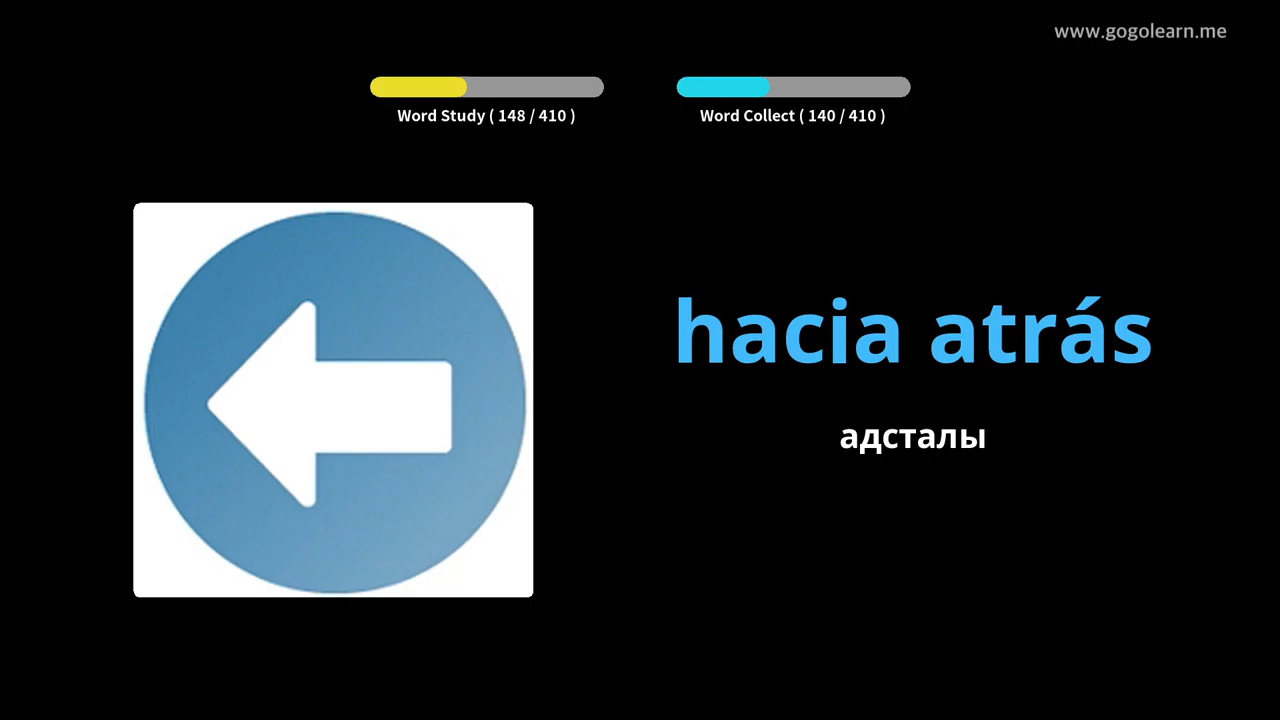 www.gogolearn.me
Word Study ( 148 / 410 )
Word Collect ( 140 / 410 )
hacia atrás
адсталы